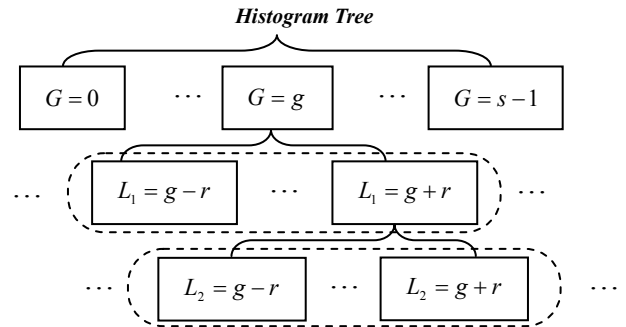 Histogram Tree
G = 0 ··· G = g ··· G = s − 1
··· L₁ = g − r ··· L₁ = g + r ···
··· L₂ = g − r ··· L₂ = g + r ···